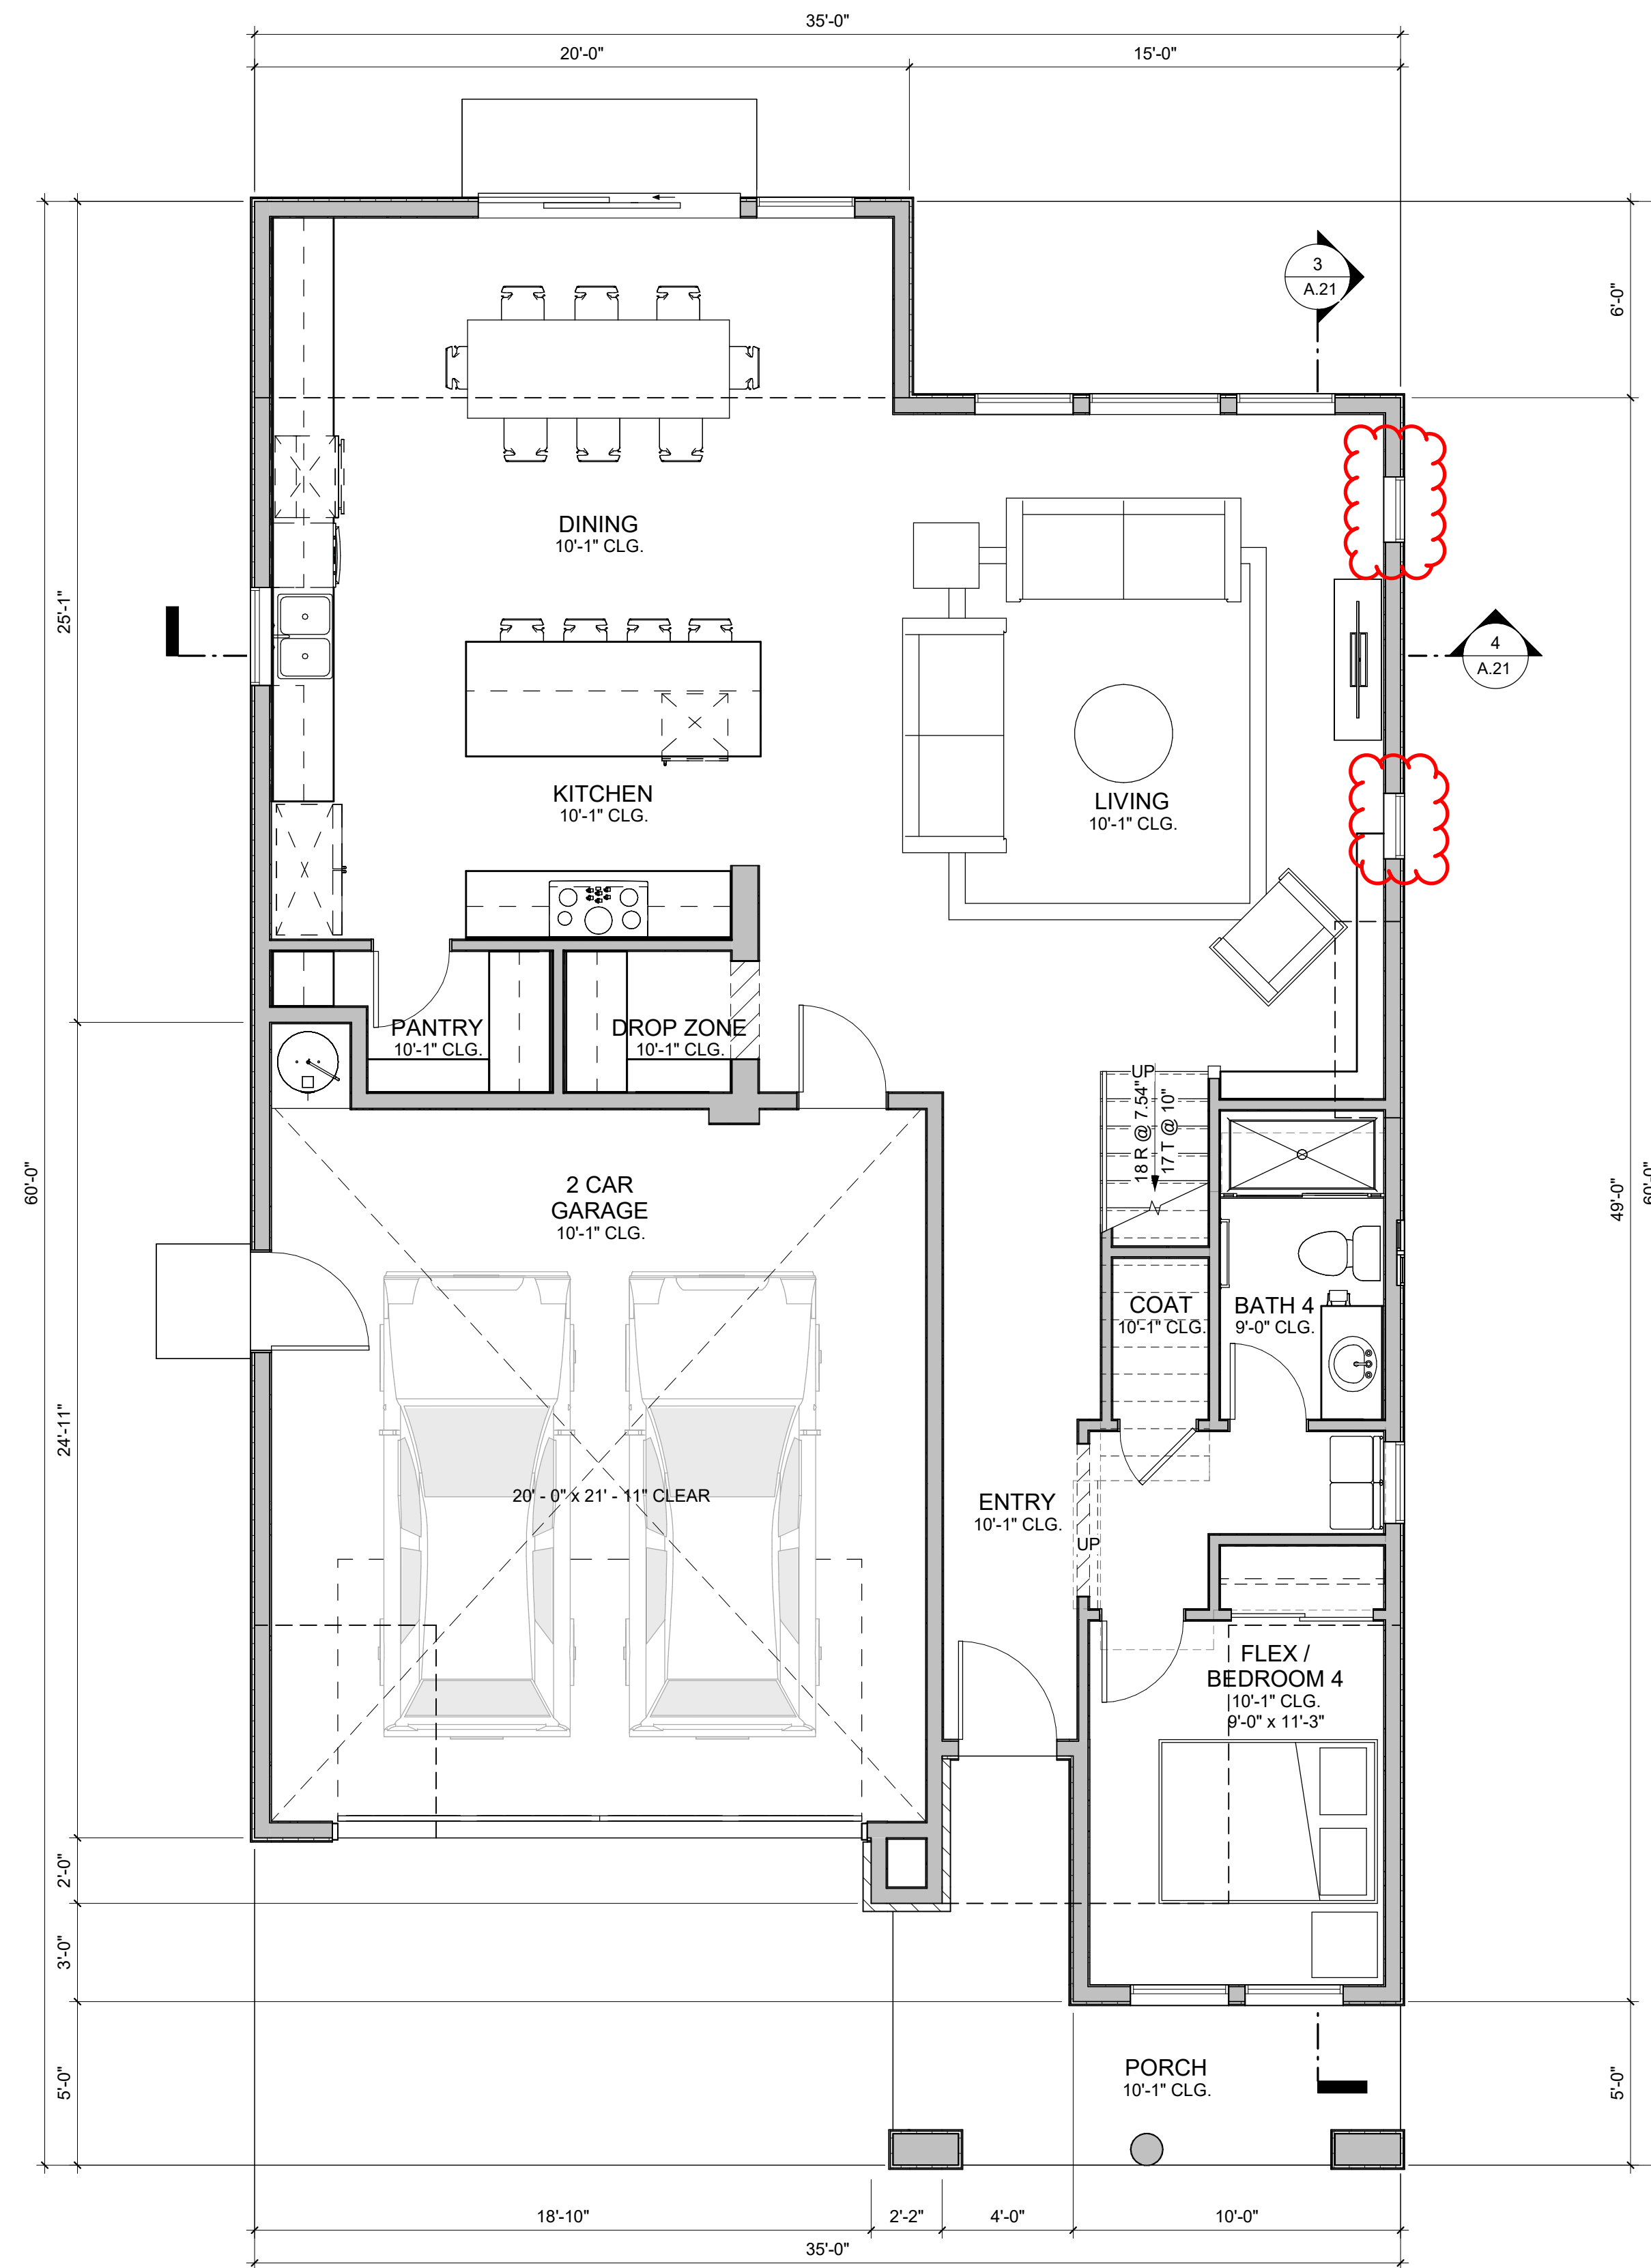 35'-0"
20'-0"
15'-0"
3
A.21
6'-0"
DINING
10'-1" CLG.
25'-1"
4
A.21
KITCHEN
10'-1" CLG.
LIVING
10'-1" CLG.
PANTRY
10'-1" CLG.
DROP ZONE
10'-1" CLG.
UP
18 R @ 7.54"
17 T @ 10"
60'-0"
49'-0"
60'-0"
2 CAR
GARAGE
10'-1" CLG.
COAT
10'-1" CLG.
BATH 4
9'-0" CLG.
24'-11"
20' - 0" x 21' - 11" CLEAR
ENTRY
10'-1" CLG.
UP
FLEX /
BEDROOM 4
10'-1" CLG.
9'-0" x 11'-3"
2'-0"
3'-0"
5'-0"
PORCH
10'-1" CLG.
5'-0"
18'-10"
2'-2"
4'-0"
10'-0"
35'-0"